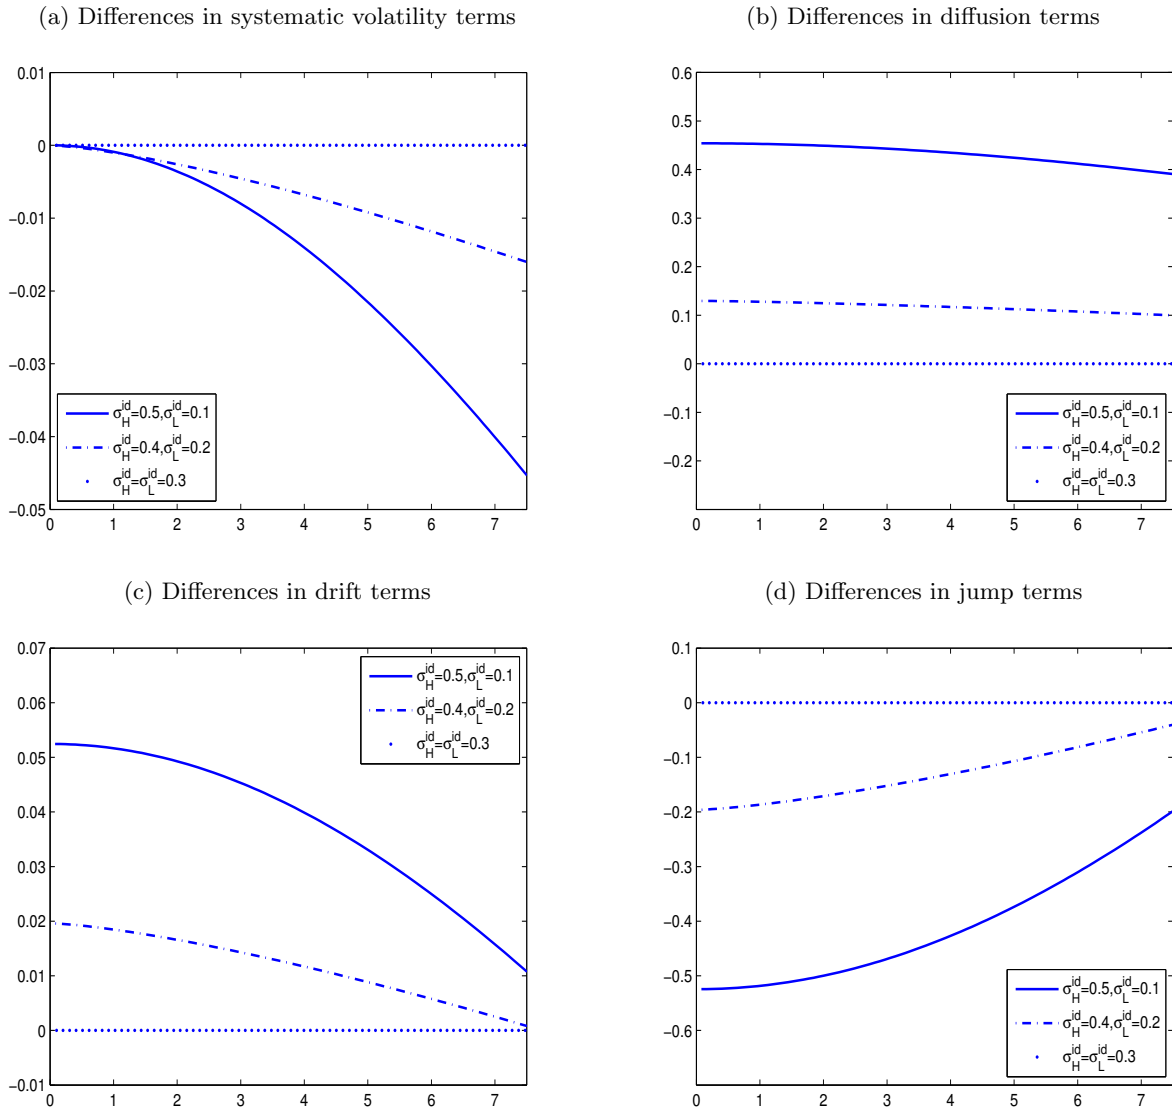 (a) Differences in systematic volatility terms
0.01
0
−0.01
−0.02
−0.03
−0.04
−0.05
0 1 2 3 4 5 6 7
σ_H^id=0.5,σ_L^id=0.1
σ_H^id=0.4,σ_L^id=0.2
σ_H^id=σ_L^id=0.3
(b) Differences in diffusion terms
0.6
0.5
0.4
0.3
0.2
0.1
0
−0.1
−0.2
0 1 2 3 4 5 6 7
σ_H^id=0.5,σ_L^id=0.1
σ_H^id=0.4,σ_L^id=0.2
σ_H^id=σ_L^id=0.3
(c) Differences in drift terms
0.07
0.06
0.05
0.04
0.03
0.02
0.01
0
−0.01
0 1 2 3 4 5 6 7
σ_H^id=0.5,σ_L^id=0.1
σ_H^id=0.4,σ_L^id=0.2
σ_H^id=σ_L^id=0.3
(d) Differences in jump terms
0.1
0
−0.1
−0.2
−0.3
−0.4
−0.5
−0.6
0 1 2 3 4 5 6 7
σ_H^id=0.5,σ_L^id=0.1
σ_H^id=0.4,σ_L^id=0.2
σ_H^id=σ_L^id=0.3